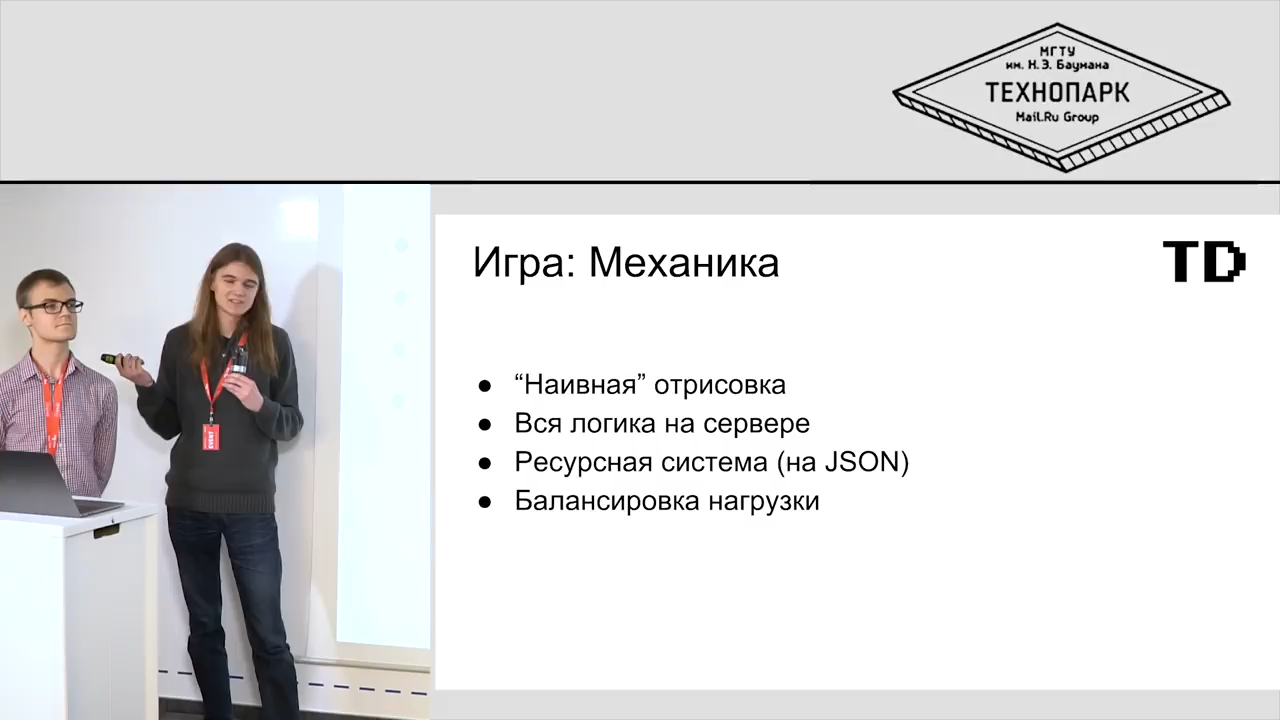 МГТУ
им. Н.Э. Баумана
ТЕХНОПАРК
Mail.Ru Group
Игра: Механика
TD
● “Наивная” отрисовка
● Вся логика на сервере
● Ресурсная система (на JSON)
● Балансировка нагрузки
EVENT